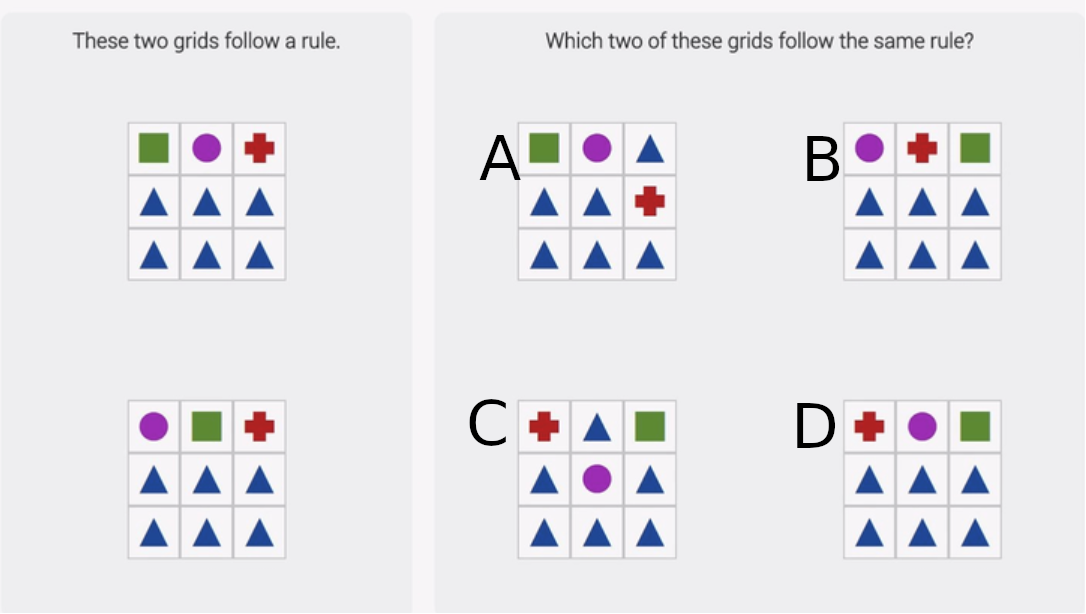 These two grids follow a rule.
Which two of these grids follow the same rule?
A
B
C
D